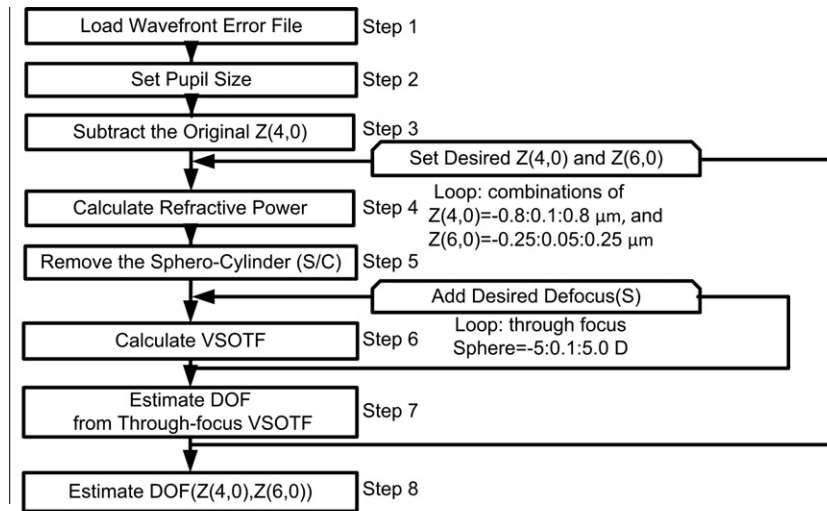 Load Wavefront Error File
Step 1
Set Pupil Size
Step 2
Subtract the Original Z(4,0)
Step 3
Set Desired Z(4,0) and Z(6,0)
Loop: combinations of
Z(4,0)=-0.8:0.1:0.8 μm, and
Z(6,0)=-0.25:0.05:0.25 μm
Calculate Refractive Power
Step 4
Remove the Sphero-Cylinder (S/C)
Step 5
Add Desired Defocus(S)
Loop: through focus
Sphere=-5:0.1:5.0 D
Calculate VSOTF
Step 6
Estimate DOF
from Through-focus VSOTF
Step 7
Estimate DOF(Z(4,0),Z(6,0))
Step 8